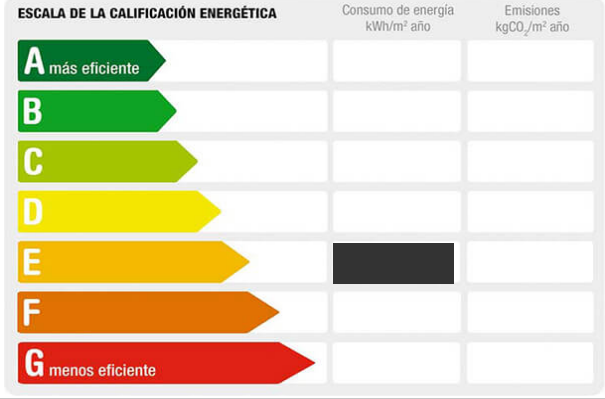 ESCALA DE LA CALIFICACIÓN ENERGÉTICA
Consumo de energía
kWh/m² año
Emisiones
kgCO₂/m² año
A más eficiente
B
C
D
E
F
G menos eficiente